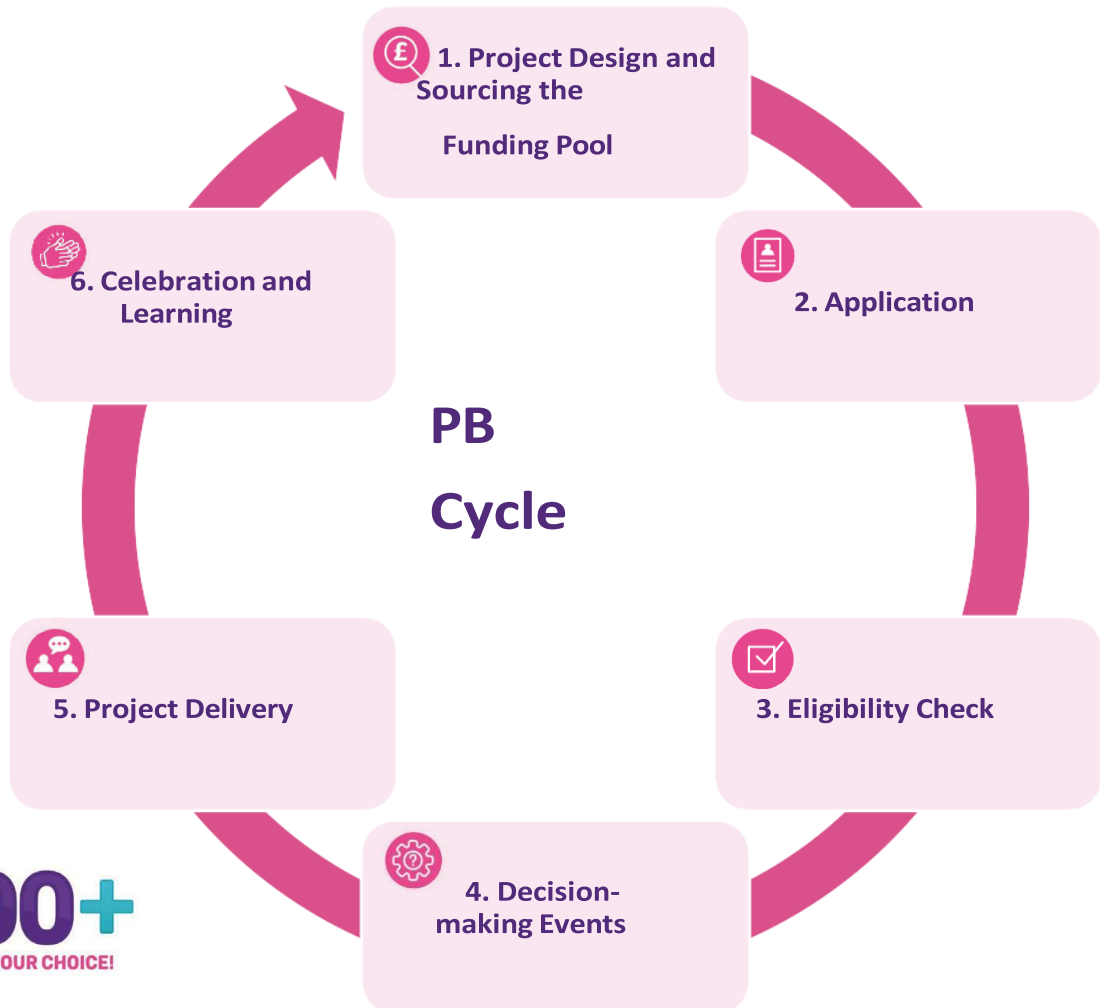 £
1. Project Design and
Sourcing the
Funding Pool
2. Application
3. Eligibility Check
4. Decision-
making Events
5. Project Delivery
6. Celebration and
Learning
PB
Cycle
?
00+
OUR CHOICE!